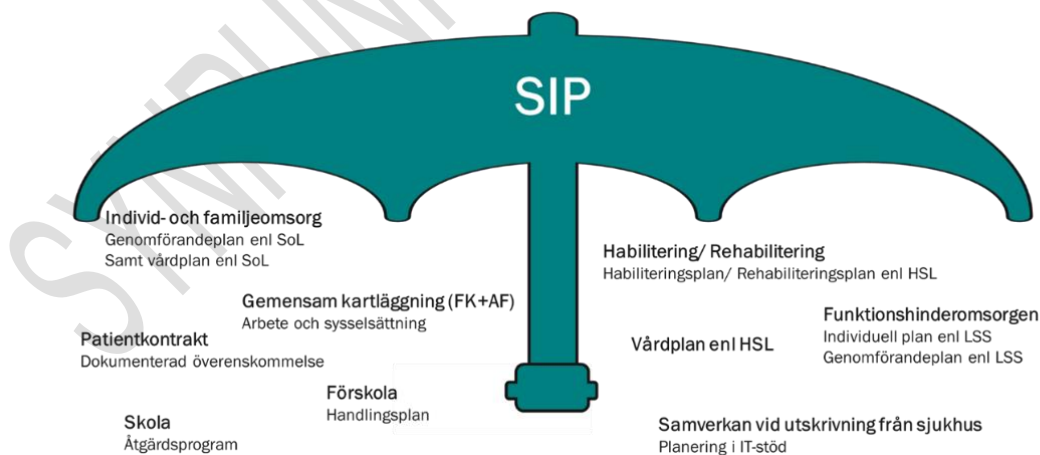 SIP
Individ- och familjeomsorg
Genomförandeplan enl SoL
Samt vårdplan enl SoL
Gemensam kartläggning (FK+AF)
Arbete och sysselsättning
Patientkontrakt
Dokumenterad överenskommelse
Förskola
Handlingsplan
Skola
Åtgärdsprogram
Habilitering/ Rehabilitering
Habiliteringsplan/ Rehabiliteringsplan enl HSL
Funktionshinderomsorgen
Individuell plan enl LSS
Genomförandeplan enl LSS
Vårdplan enl HSL
Samverkan vid utskrivning från sjukhus
Planering i IT-stöd